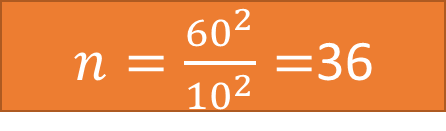 n = 60²/10² =36